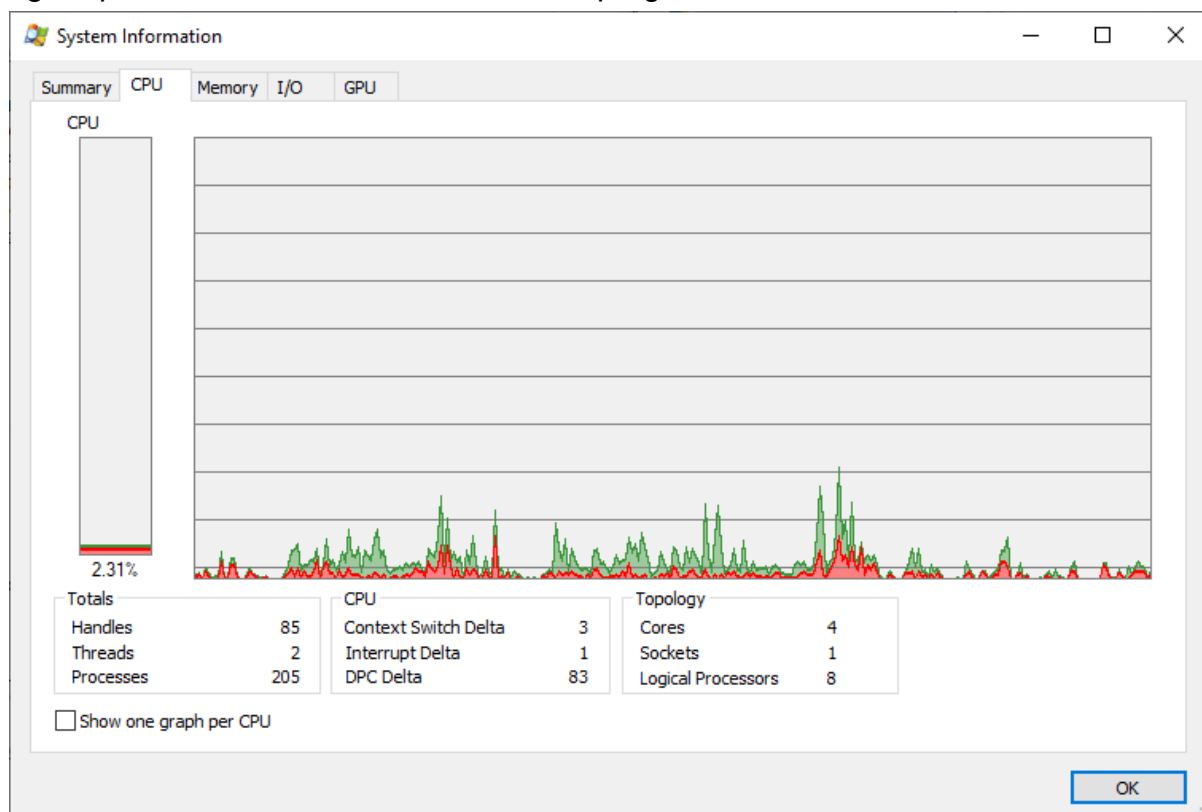 System Information
Summary CPU Memory I/O GPU
CPU
2.31%
Totals
Handles 85
Threads 2
Processes 205
CPU
Context Switch Delta 3
Interrupt Delta 1
DPC Delta 83
Topology
Cores 4
Sockets 1
Logical Processors 8
Show one graph per CPU
OK